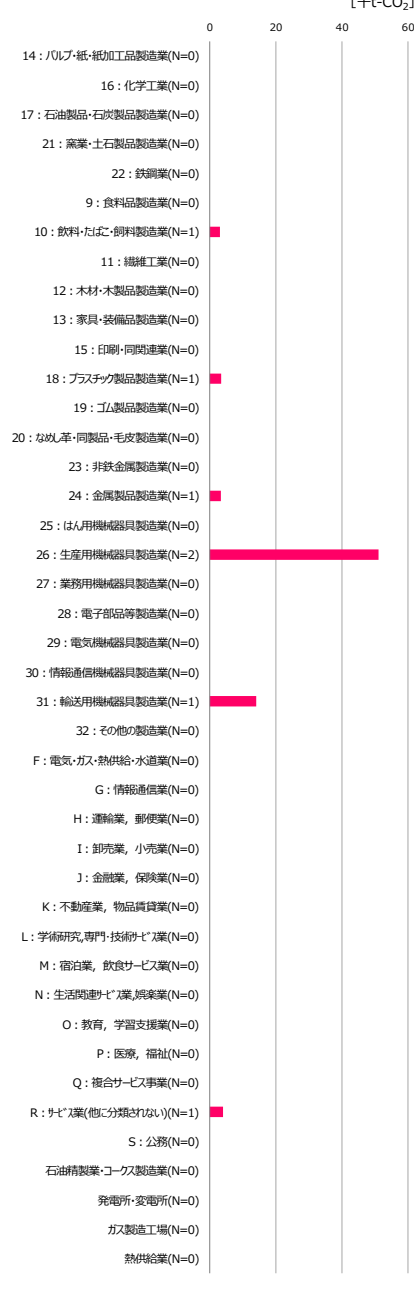 [千t-CO₂]
0 20 40 60
14：パルプ・紙・紙加工品製造業(N=0)
16：化学工業(N=0)
17：石油製品・石炭製品製造業(N=0)
21：窯業・土石製品製造業(N=0)
22：鉄鋼業(N=0)
9：食料品製造業(N=0)
10：飲料・たばこ・飼料製造業(N=1)
11：繊維工業(N=0)
12：木材・木製品製造業(N=0)
13：家具・装備品製造業(N=0)
15：印刷・同関連業(N=0)
18：プラスチック製品製造業(N=1)
19：ゴム製品製造業(N=0)
20：なめし革・同製品・毛皮製造業(N=0)
23：非鉄金属製造業(N=0)
24：金属製品製造業(N=1)
25：はん用機械器具製造業(N=0)
26：生産用機械器具製造業(N=2)
27：業務用機械器具製造業(N=0)
28：電子部品等製造業(N=0)
29：電気機械器具製造業(N=0)
30：情報通信機械器具製造業(N=0)
31：輸送用機械器具製造業(N=1)
32：その他の製造業(N=0)
F：電気・ガス・熱供給・水道業(N=0)
G：情報通信業(N=0)
H：運輸業，郵便業(N=0)
I：卸売業，小売業(N=0)
J：金融業，保険業(N=0)
K：不動産業，物品賃貸業(N=0)
L：学術研究,専門・技術ｻｰﾋﾞｽ業(N=0)
M：宿泊業，飲食サービス業(N=0)
N：生活関連ｻｰﾋﾞｽ業,娯楽業(N=0)
O：教育，学習支援業(N=0)
P：医療，福祉(N=0)
Q：複合サービス事業(N=0)
R：ｻｰﾋﾞｽ業(他に分類されない)(N=1)
S：公務(N=0)
石油精製業・コークス製造業(N=0)
発電所・変電所(N=0)
ガス製造工場(N=0)
熱供給業(N=0)